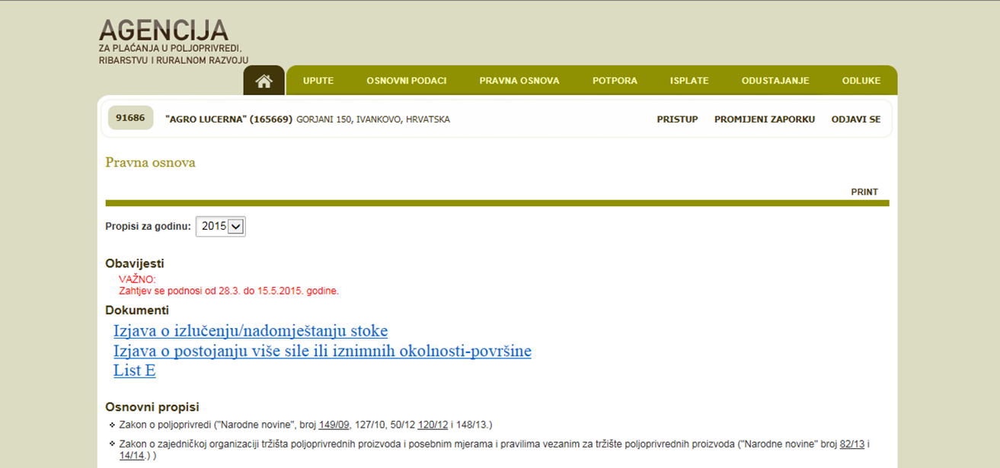 AGENCIJA
ZA PLAĆANJA U POLJOPRIVREDI,
RIBARSTVU I RURALNOM RAZVOJU
UPUTE OSNOVNI PODACI PRAVNA OSNOVA POTPORA ISPLATE ODUSTAJANJE ODLUKE
91686 "AGRO LUCERNA" (165669) GORJANI 150, IVANKOVO, HRVATSKA PRISTUP PROMIJENI ZAPORKU ODJAVI SE
Pravna osnova
PRINT
Propisi za godinu: 2015
Obavijesti
VAŽNO:
Zahtjev se podnosi od 28.3. do 15.5.2015. godine.
Dokumenti
Izjava o izlučenju/nadomještanju stoke
Izjava o postojanju više sile ili iznimnih okolnosti-površine
List E
Osnovni propisi
Zakon o poljoprivredi ("Narodne novine", broj 149/09, 127/10, 50/12 120/12 i 148/13.)
Zakon o zajedničkoj organizaciji tržišta poljoprivrednih proizvoda i posebnim mjerama i pravilima vezanim za tržište poljoprivrednih proizvoda ("Narodne novine" broj 82/13 i
14/14.) )